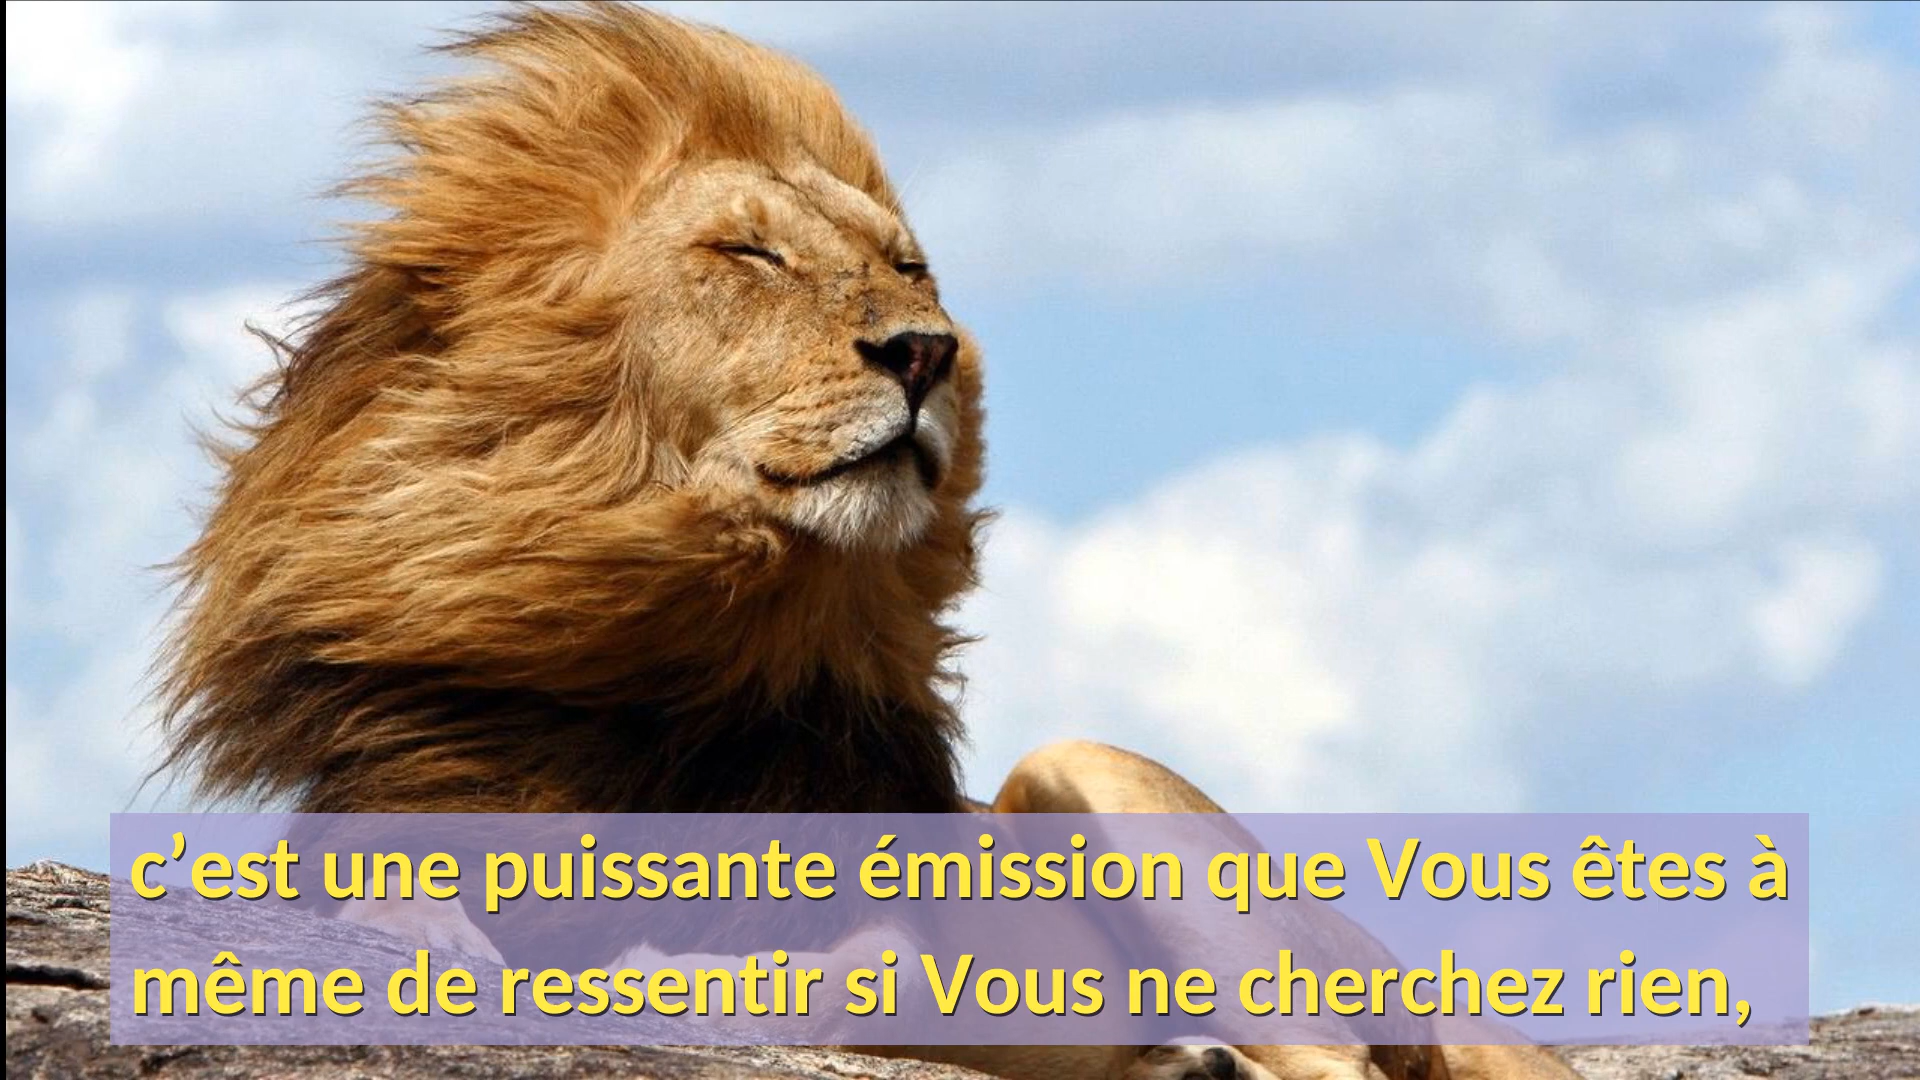 c’est une puissante émission que Vous êtes à
même de ressentir si Vous ne cherchez rien,